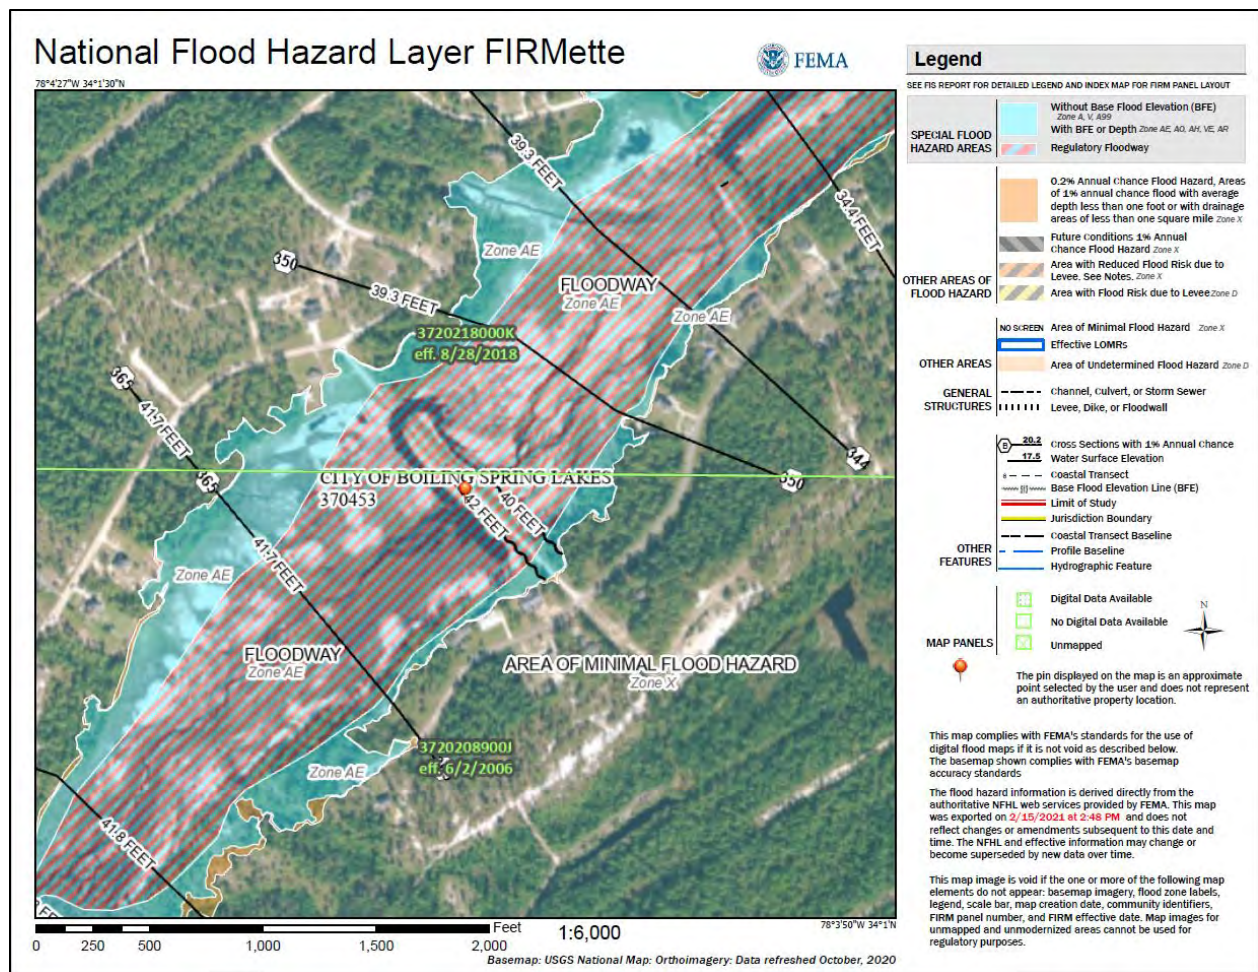 National Flood Hazard Layer FIRMette
FEMA
78°4'27"W 34°1'30"N
39.3 FEET
34.4 FEET
Zone AE
350
39.3 FEET
FLOODWAY
Zone AE
Zone AE
3720218000K
eff. 8/28/2018
365
41.7 FEET
344
365
350
CITY OF BOILING SPRING LAKES
370453
40 FEET
42 FEET
41.7 FEET
Zone AE
FLOODWAY
Zone AE
AREA OF MINIMAL FLOOD HAZARD
Zone X
3720208900J
eff. 6/2/2006
Zone AE
41.8 FEET
78°3'50"W 34°1'N
Feet
1:6,000
0 250 500 1,000 1,500 2,000
Basemap: USGS National Map: Orthoimagery: Data refreshed October, 2020
Legend
SEE FIS REPORT FOR DETAILED LEGEND AND INDEX MAP FOR FIRM PANEL LAYOUT
SPECIAL FLOOD
HAZARD AREAS
Without Base Flood Elevation (BFE)
Zone A, V, A99
With BFE or Depth Zone AE, AO, AH, VE, AR
Regulatory Floodway
0.2% Annual Chance Flood Hazard, Areas
of 1% annual chance flood with average
depth less than one foot or with drainage
areas of less than one square mile Zone X
Future Conditions 1% Annual
Chance Flood Hazard Zone X
Area with Reduced Flood Risk due to
Levee. See Notes. Zone X
OTHER AREAS OF
FLOOD HAZARD
Area with Flood Risk due to Levee Zone D
NO SCREEN Area of Minimal Flood Hazard Zone X
Effective LOMRs
OTHER AREAS
Area of Undetermined Flood Hazard Zone D
GENERAL
STRUCTURES
Channel, Culvert, or Storm Sewer
Levee, Dike, or Floodwall
B 20.2 Cross Sections with 1% Annual Chance
17.5 Water Surface Elevation
8 Coastal Transect
Base Flood Elevation Line (BFE)
Limit of Study
Jurisdiction Boundary
Coastal Transect Baseline
OTHER
FEATURES
Profile Baseline
Hydrographic Feature
Digital Data Available
No Digital Data Available
Unmapped
MAP PANELS
N
The pin displayed on the map is an approximate
point selected by the user and does not represent
an authoritative property location.
This map complies with FEMA's standards for the use of
digital flood maps if it is not void as described below.
The basemap shown complies with FEMA's basemap
accuracy standards
The flood hazard information is derived directly from the
authoritative NFHL web services provided by FEMA. This map
was exported on 2/15/2021 at 2:48 PM and does not
reflect changes or amendments subsequent to this date and
time. The NFHL and effective information may change or
become superseded by new data over time.
This map image is void if the one or more of the following map
elements do not appear: basemap imagery, flood zone labels,
legend, scale bar, map creation date, community identifiers,
FIRM panel number, and FIRM effective date. Map images for
unmapped and unmodernized areas cannot be used for
regulatory purposes.